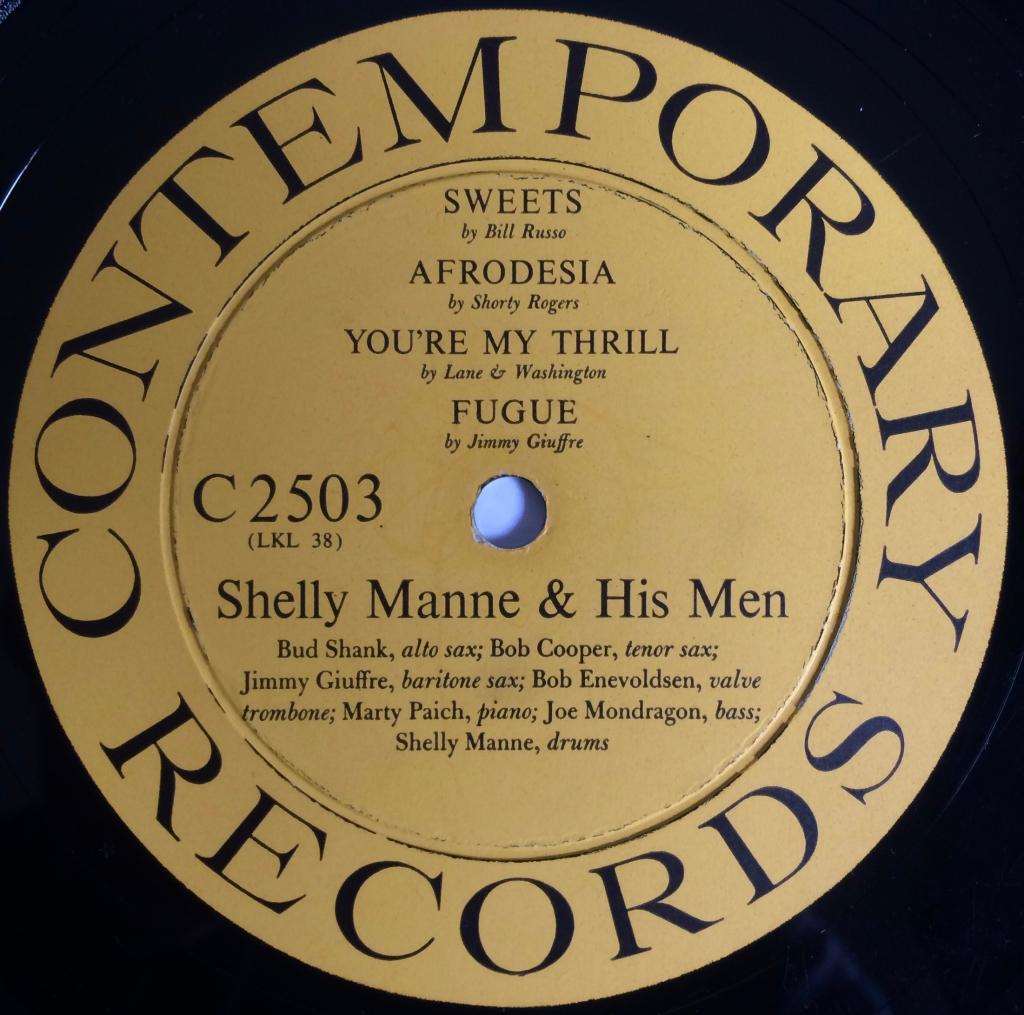 CONTEMPORARY
SWEETS
by Bill Russo
AFRODESIA
by Shorty Rogers
YOU'RE MY THRILL
by Lane & Washington
FUGUE
by Jimmy Giuffre
C 2503
(LKL 38)
Shelly Manne & His Men
Bud Shank, alto sax; Bob Cooper, tenor sax;
Jimmy Giuffre, baritone sax; Bob Enevoldsen, valve
trombone; Marty Paich, piano; Joe Mondragon, bass;
Shelly Manne, drums
RECORDS